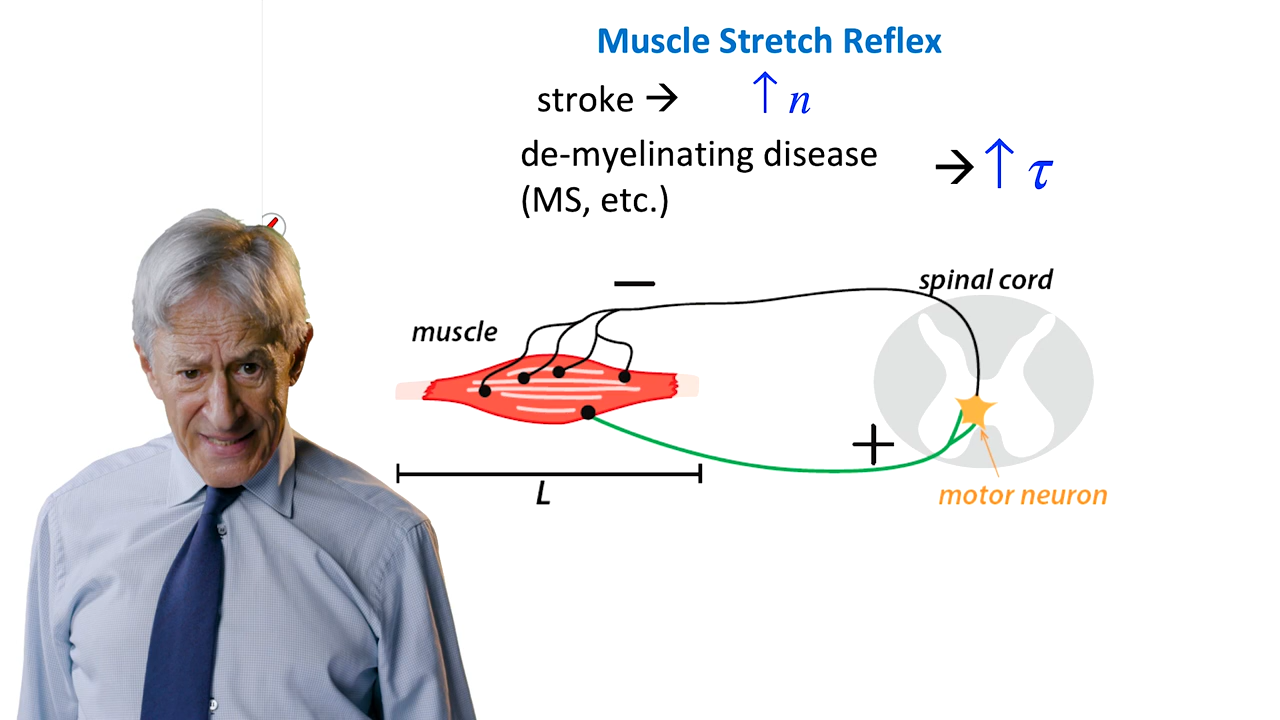 Muscle Stretch Reflex
stroke → ↑ n
de-myelinating disease → ↑ τ
(MS, etc.)
− spinal cord
muscle
+
L
motor neuron